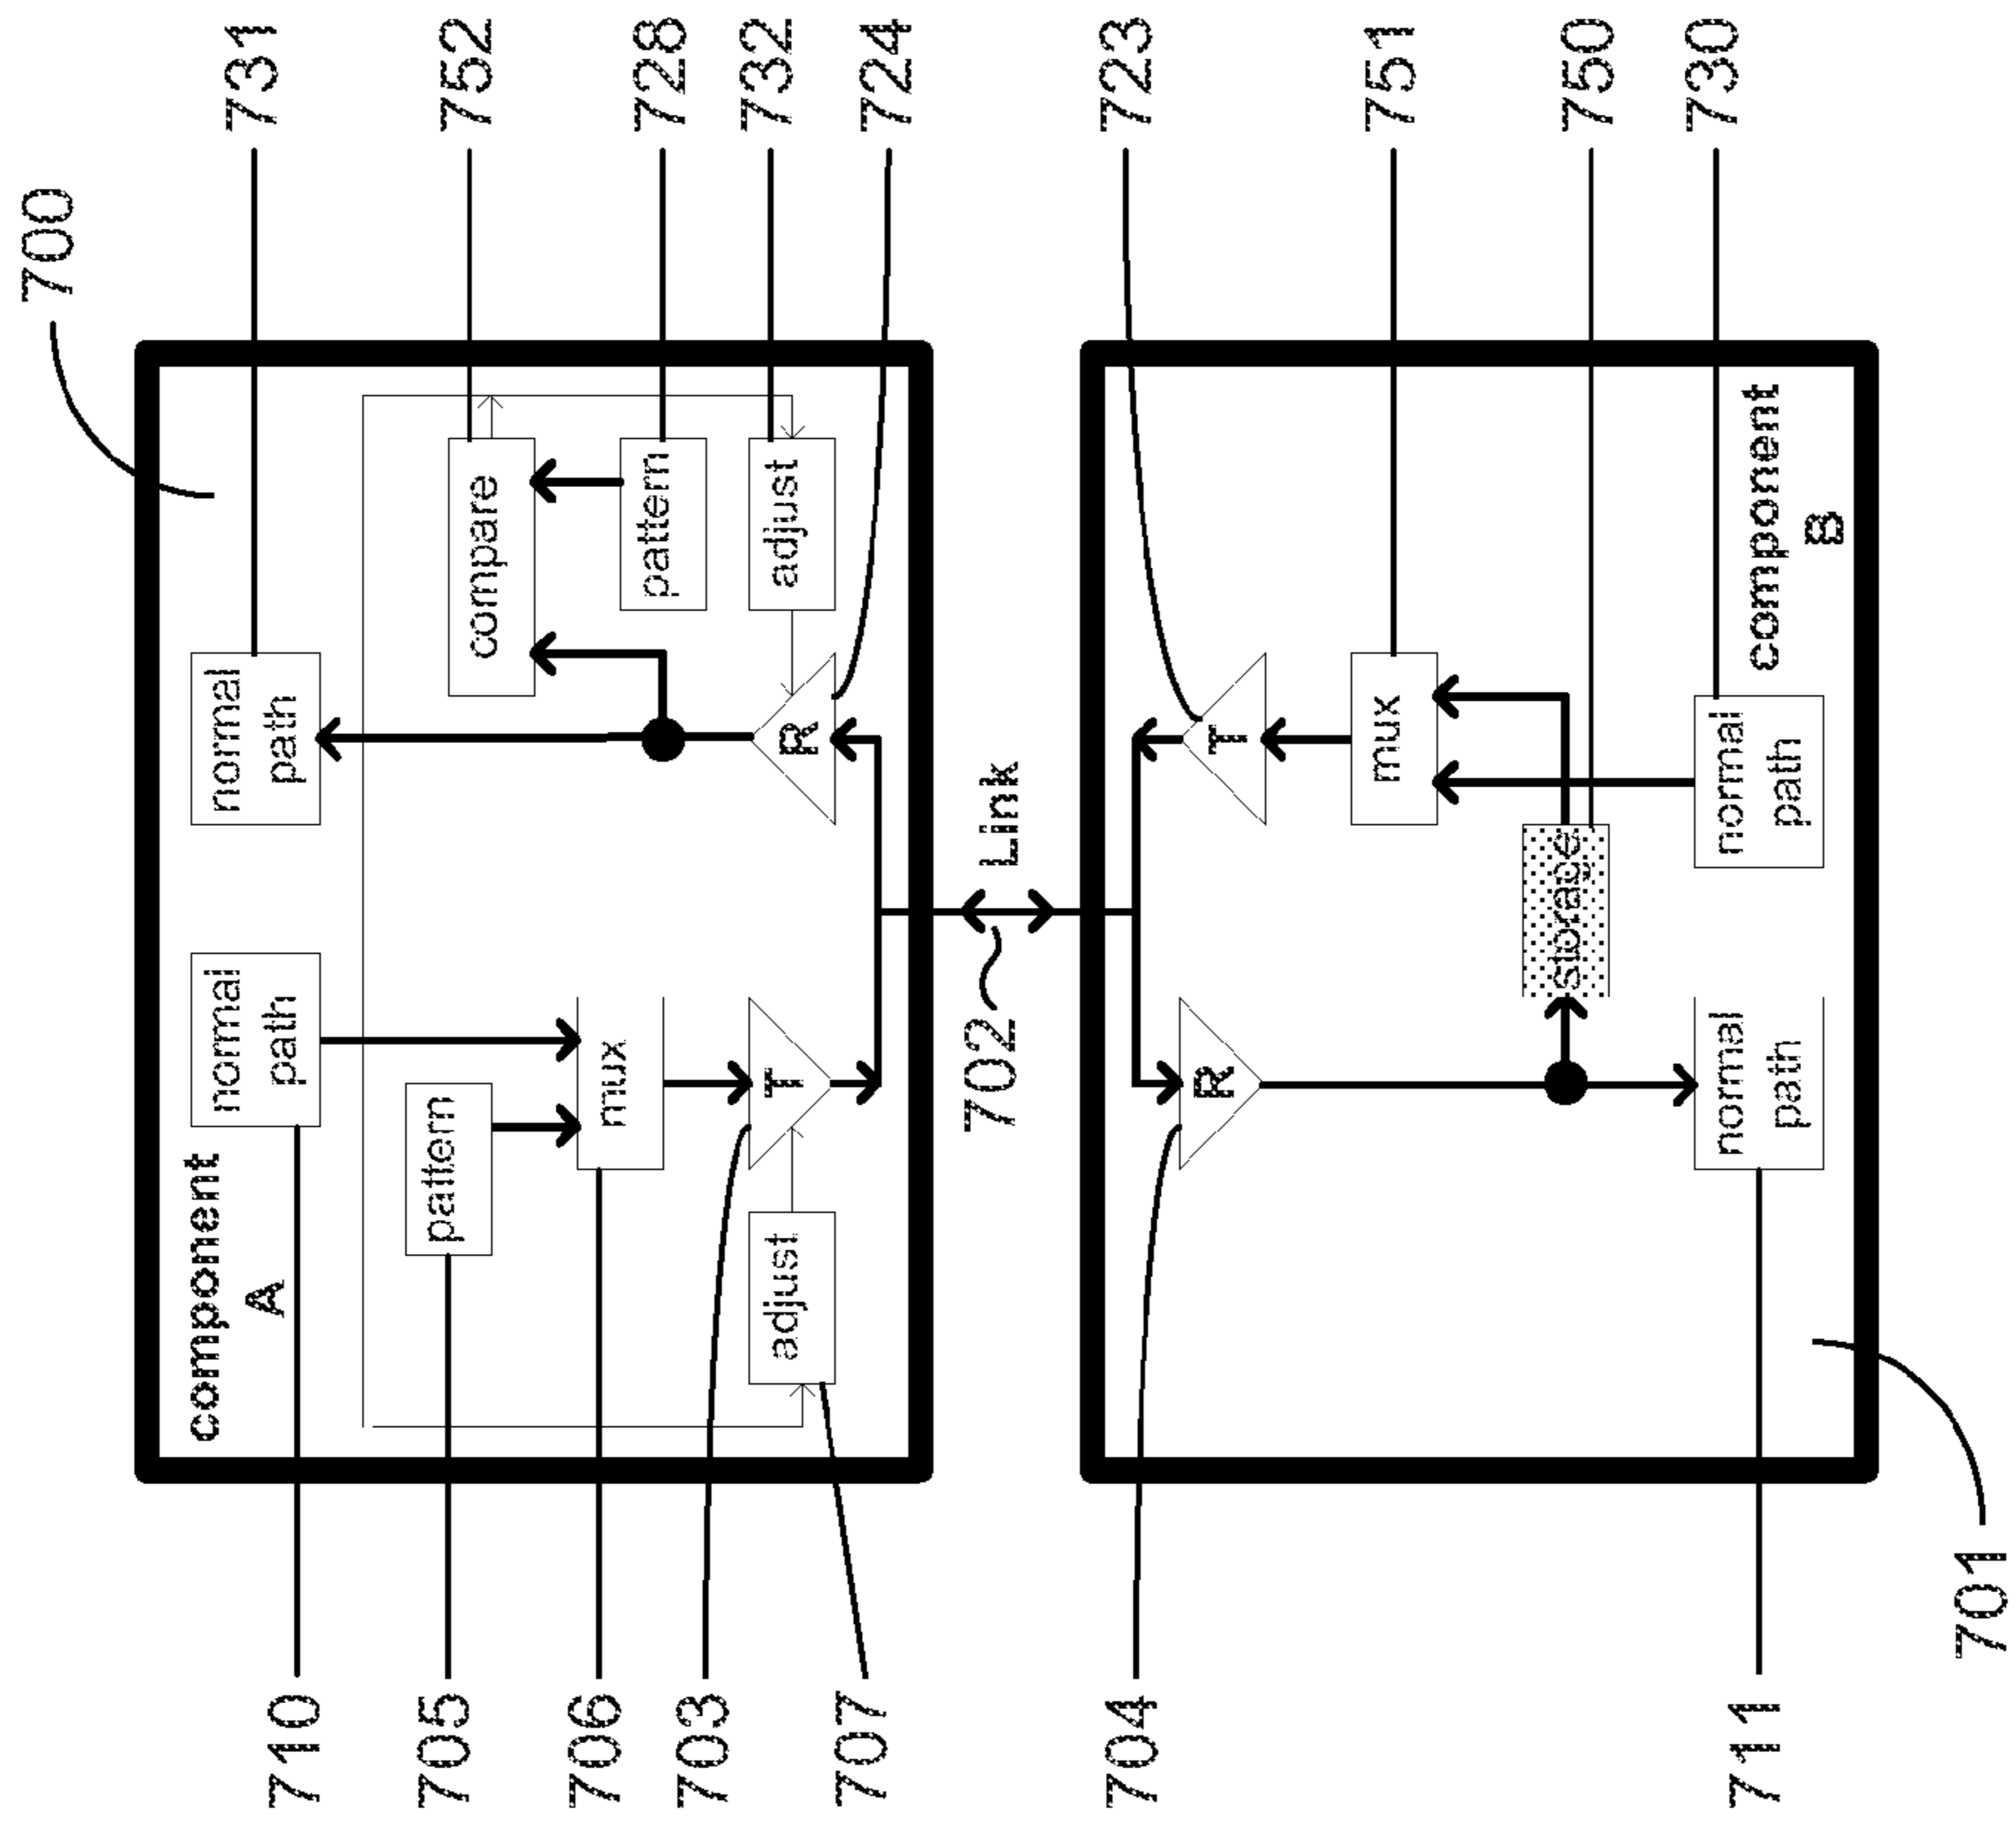 700
731
752
728
732
724
723
751
750
730
component
A
normal
path
normal
path
pattern
compare
mux
pattern
T
R
adjust
adjust
702
Link
R
T
mux
storage
normal
path
normal
path
component
B
710
705
706
703
707
704
711
701